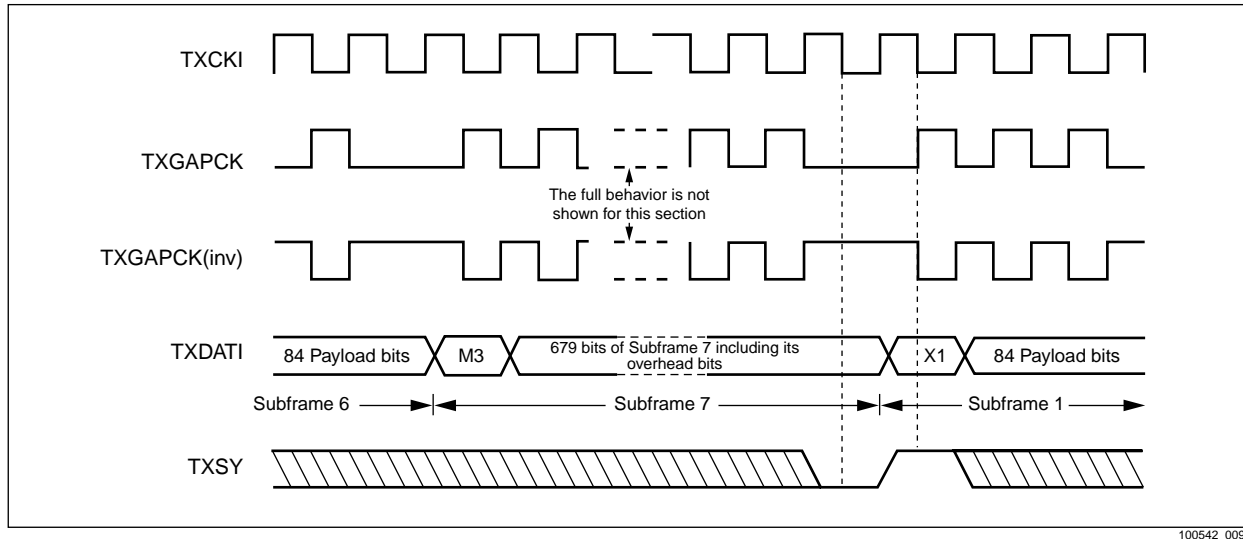 TXCKI
TXGAPCK
The full behavior is not
shown for this section
TXGAPCK(inv)
TXDATI
84 Payload bits
M3
679 bits of Subframe 7 including its
overhead bits
X1
84 Payload bits
Subframe 6
Subframe 7
Subframe 1
TXSY
100542_009